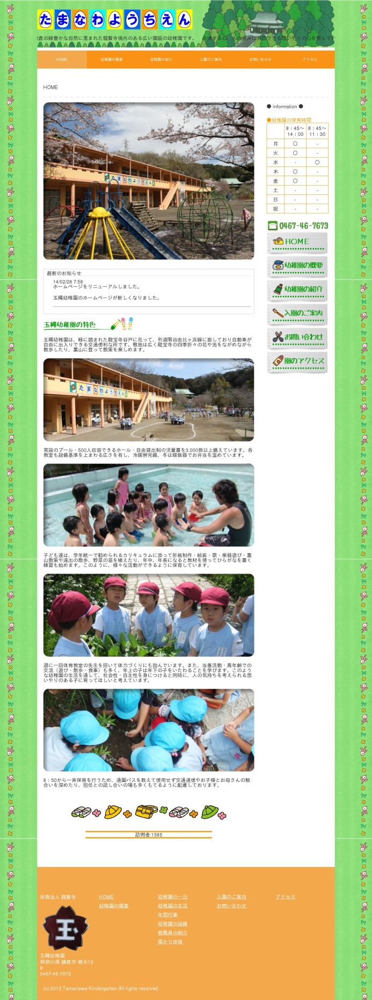 たまなわようちえん
倉の緑豊かな自然に恵まれた龍寳寺境内のある広い園庭の幼稚園です。
HOME 幼稚園の概要 幼稚園の紹介 入園のご案内 お問い合わせ アクセス
HOME
たまなわようちえん
最新のお知らせ
14/02/28 7:58
ホームページをリニューアルしました。
玉縄幼稚園のホームページが新しくなりました。
玉縄幼稚園の特色
玉縄幼稚園は、緑に囲まれた龍宝寺谷戸に在って、市道関谷由比ヶ浜線に面しており自動車が
自由に出入りできる交通便利な所です。敷地は広く龍宝寺の四季折々の花や池をながめながら
散歩したり、裏山に登って散策を楽しめます。
たまなわようちえん
常設のプール・500人収容できるホール・自由貸出制の児童書を3,000冊以上備えています。各
教室も設備基準を上まわる広さを有し、冷暖房完備、冬は暖飯器でお弁当を温めています。
子ども達は、学年統一で勧められるカリキュラムに添って折紙制作・絵画・歌・楽器遊び・裏
山散策や遠出の散歩、野菜の苗を植えたり、年中、年長になると教材を使ってひらがなを書く
練習も始めます。このように、様々な活動ができるように保育しています。
週に一回体育教室の先生を招いて体力づくりにも励んでいます。また、当番活動・異年齢での
交流（遊び・散歩・食事）も多く、年上の子は年下の子をいたわることを学びます。このよう
な幼稚園の生活を通して、社会性・自主性を身につけると同時に、人の気持ちを考えられる思
いやりのある子に育ってほしいと考えています。
8：50から一斉保育を行うため、通園バスを敢えて使用せず交通道徳やお子様とお母さんの触
合いを深めたり、担任との話し合いの場も多くもてるように配慮しております。
訪問者:1585
● information ●
●幼稚園の保育時間
8：45～14：00 8：45～11：30
月 〇 -
火 〇 -
水 - 〇
木 〇 -
金 〇 -
土 - -
日 - -
祝 - -
0467-46-7673
HOME
幼稚園の概要
幼稚園の紹介
入園のご案内
お問い合わせ
園のアクセス
宗教法人 龍寳寺
玉
玉縄幼稚園
神奈川県 鎌倉市 植木12
9
0467-46-7673
HOME
幼稚園の概要
幼稚園の一日
幼稚園の生活
年間行事
幼稚園の設備
教職員の紹介
預かり保育
入園のご案内
お問い合わせ
アクセス
(c) 2013 Tamanawa Kindergarten All rights reserved